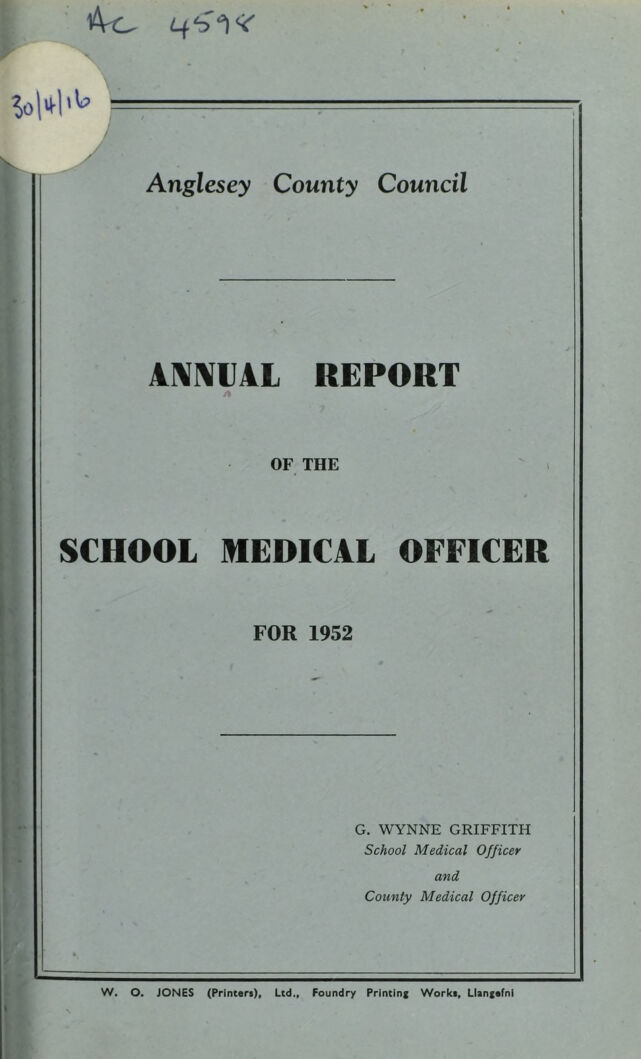 AC 4598
30/4/16
Anglesey County Council
ANNUAL REPORT
OF THE
SCHOOL MEDICAL OFFICER
FOR 1952
G. WYNNE GRIFFITH
School Medical Officer
and
County Medical Officer
W. O. JONES (Printers), Ltd., Foundry Printing Works, Llangefni